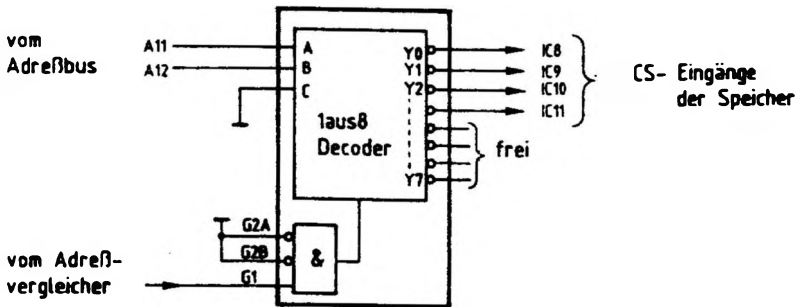 vom
Adreßbus
A11
A12
A
B
C
1aus8
Decoder
Y0
Y1
Y2
Y7
IC8
IC9
IC10
IC11
CS- Eingänge
der Speicher
frei
G2A
G2B
G1
&
vom Adreß-
vergleicher